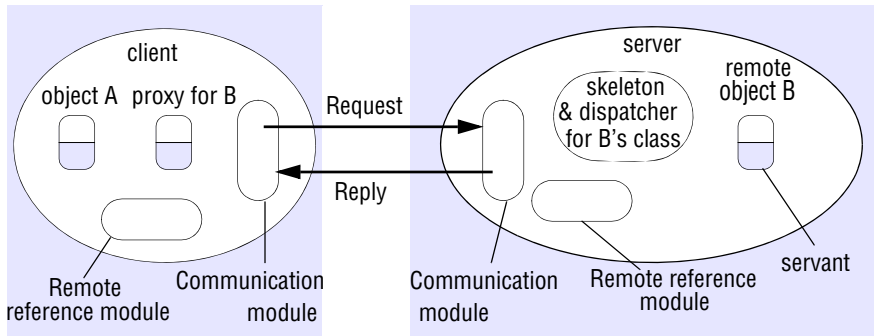 client
server
object A
proxy for B
Request
skeleton
& dispatcher
for B's class
remote
object B
Reply
Remote
reference module
Communication
module
Communication
module
Remote reference
module
servant